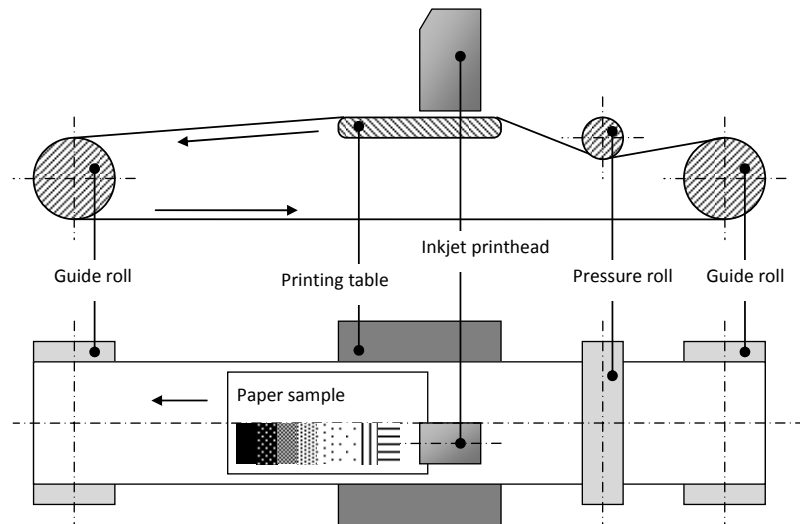 Inkjet printhead
Guide roll
Printing table
Pressure roll
Guide roll
Paper sample